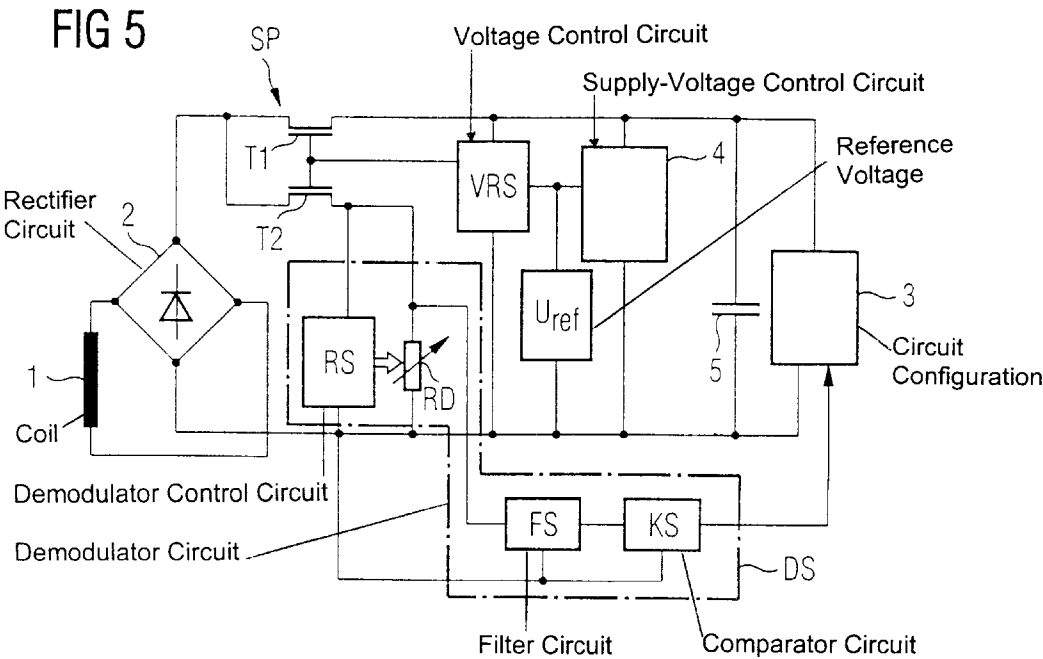 FIG 5
SP
Voltage Control Circuit
Supply-Voltage Control Circuit
T1
VRS
4
Reference
Voltage
Rectifier
Circuit
2
T2
Uref
3
RS
RD
1
5
Circuit
Configuration
Coil
Demodulator Control Circuit
Demodulator Circuit
FS
KS
DS
Filter Circuit
Comparator Circuit